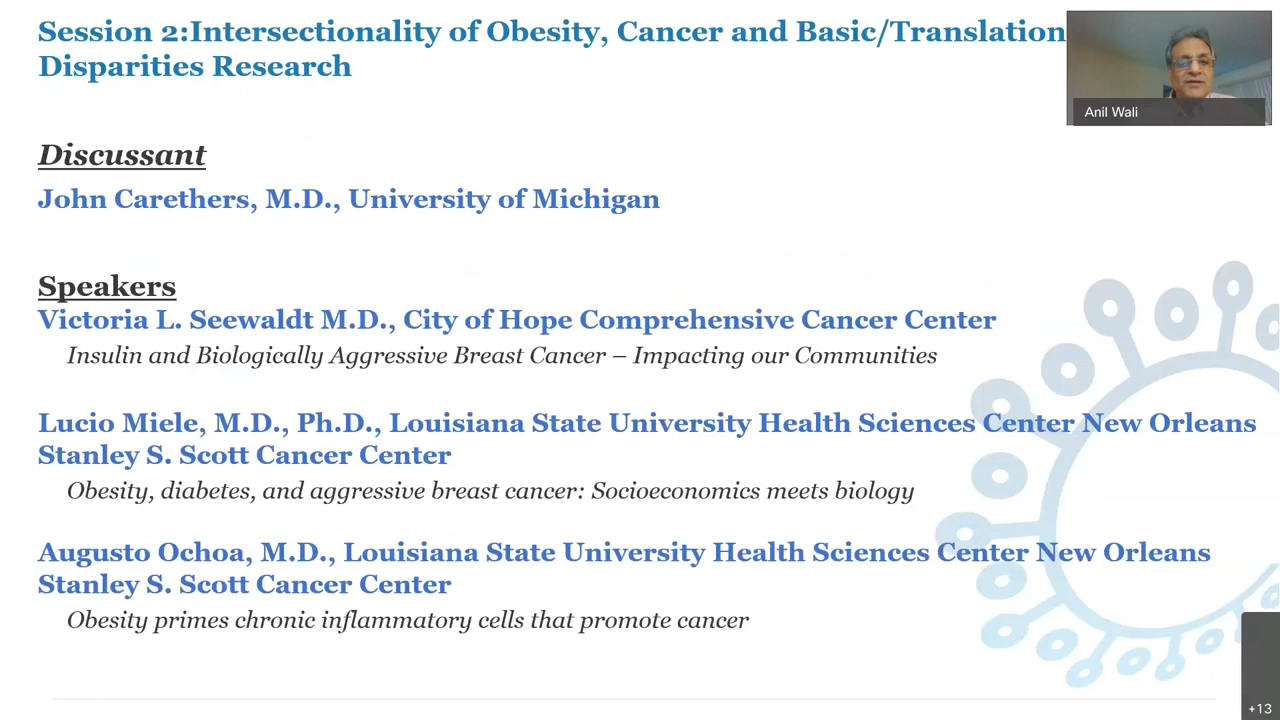 Session 2:Intersectionality of Obesity, Cancer and Basic/Translation
Disparities Research
Anil Wali
Discussant
John Carethers, M.D., University of Michigan
Speakers
Victoria L. Seewaldt M.D., City of Hope Comprehensive Cancer Center
Insulin and Biologically Aggressive Breast Cancer – Impacting our Communities
Lucio Miele, M.D., Ph.D., Louisiana State University Health Sciences Center New Orleans
Stanley S. Scott Cancer Center
Obesity, diabetes, and aggressive breast cancer: Socioeconomics meets biology
Augusto Ochoa, M.D., Louisiana State University Health Sciences Center New Orleans
Stanley S. Scott Cancer Center
Obesity primes chronic inflammatory cells that promote cancer
+13